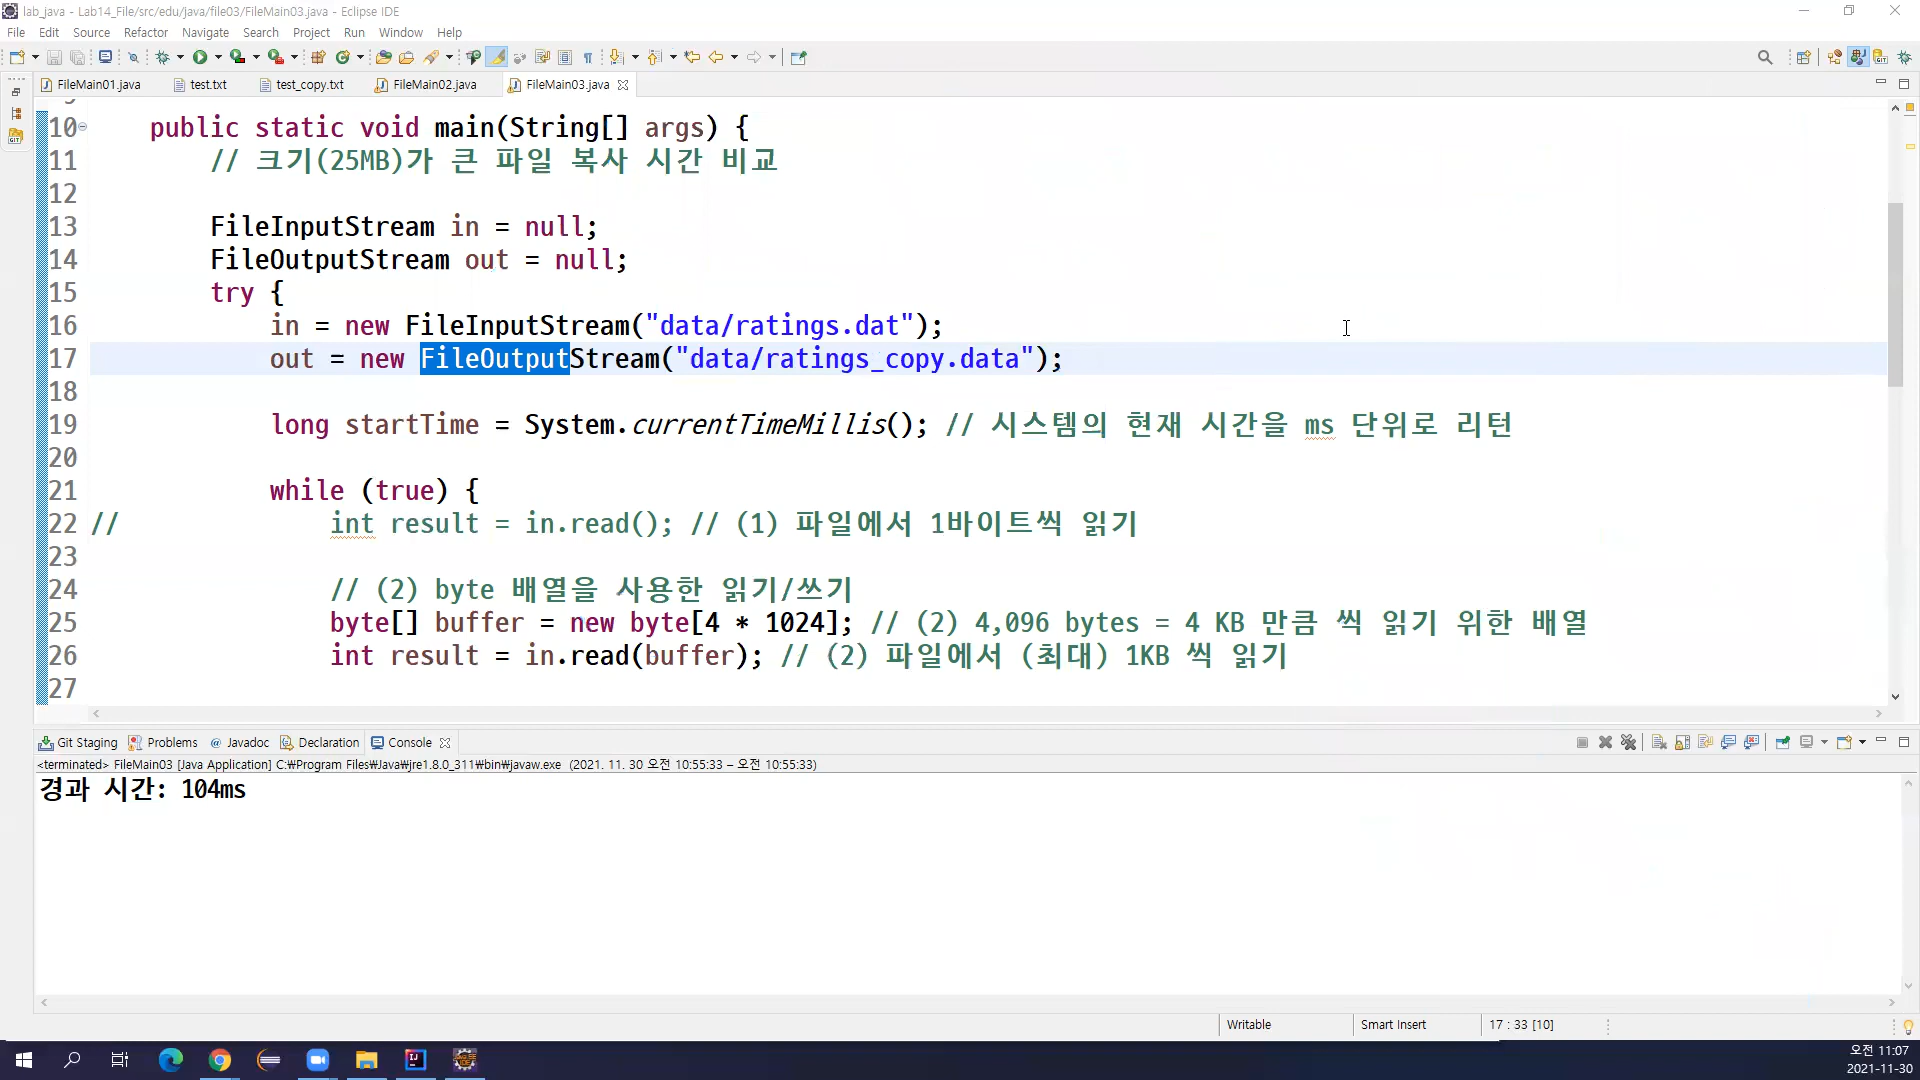 lab_java - Lab14_File/src/edu/java/file03/FileMain03.java - Eclipse IDE
File Edit Source Refactor Navigate Search Project Run Window Help
FileMain01.java test.txt test_copy.txt FileMain02.java FileMain03.java
10 public static void main(String[] args) {
11 // 크기(25MB)가 큰 파일 복사 시간 비교
12
13 FileInputStream in = null;
14 FileOutputStream out = null;
15 try {
16 in = new FileInputStream("data/ratings.dat");
17 out = new FileOutputStream("data/ratings_copy.data");
18
19 long startTime = System.currentTimeMillis(); // 시스템의 현재 시간을 ms 단위로 리턴
20
21 while (true) {
22 // int result = in.read(); // (1) 파일에서 1바이트씩 읽기
23
24 // (2) byte 배열을 사용한 읽기/쓰기
25 byte[] buffer = new byte[4 * 1024]; // (2) 4,096 bytes = 4 KB 만큼 씩 읽기 위한 배열
26 int result = in.read(buffer); // (2) 파일에서 (최대) 1KB 씩 읽기
27
Git Staging Problems @ Javadoc Declaration Console
<terminated> FileMain03 [Java Application] C:₩Program Files₩Java₩jre1.8.0_311₩bin₩javaw.exe (2021. 11. 30 오전 10:55:33 – 오전 10:55:33)
경과 시간: 104ms
Writable Smart Insert 17 : 33 [10]
오전 11:07
2021-11-30